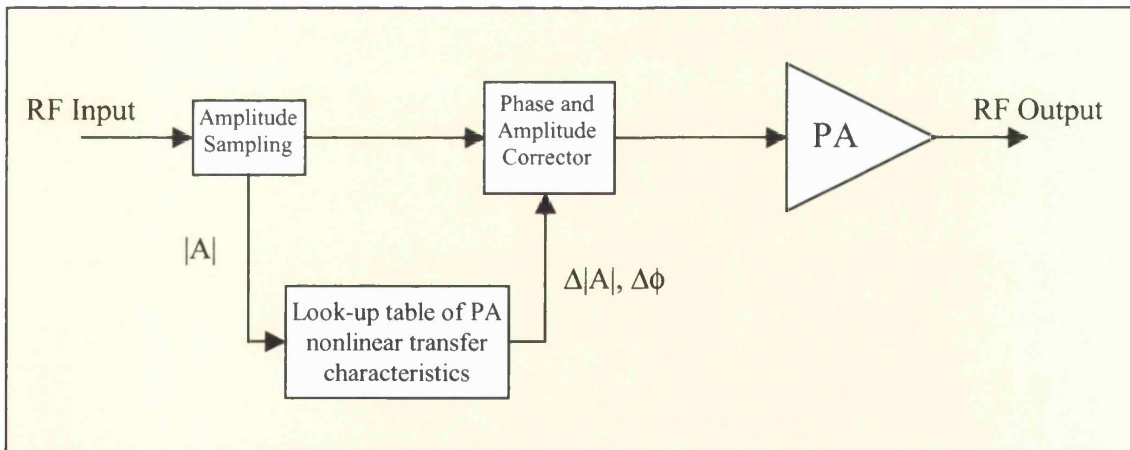 RF Input
Amplitude
Sampling
Phase and
Amplitude
Corrector
PA
RF Output
|A|
Δ|A|, Δϕ
Look-up table of PA
nonlinear transfer
characteristics